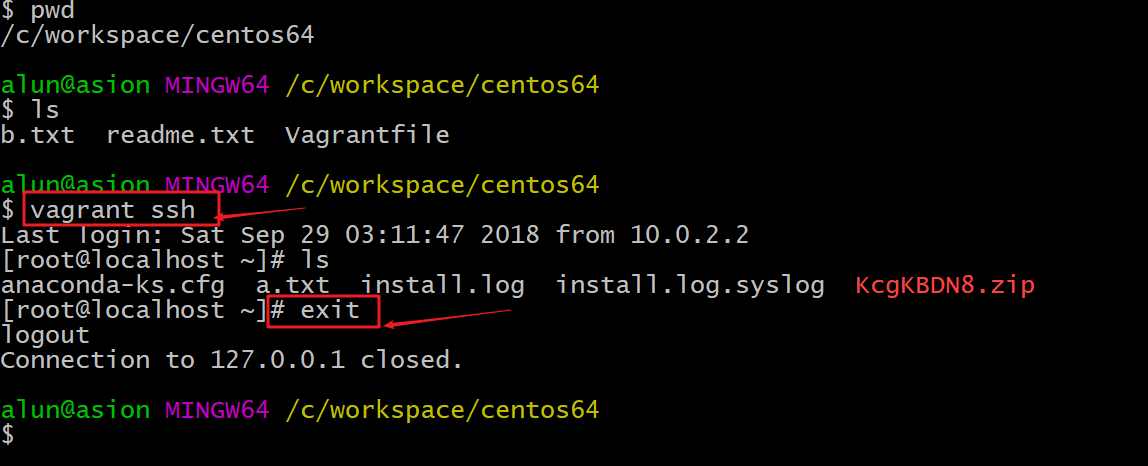 $ pwd
/c/workspace/centos64
alun@asion MINGW64 /c/workspace/centos64
$ ls
b.txt  readme.txt  Vagrantfile
alun@asion MINGW64 /c/workspace/centos64
$ vagrant ssh
Last login: Sat Sep 29 03:11:47 2018 from 10.0.2.2
[root@localhost ~]# ls
anaconda-ks.cfg  a.txt  install.log  install.log.syslog  KcgKBDN8.zip
[root@localhost ~]# exit
logout
Connection to 127.0.0.1 closed.
alun@asion MINGW64 /c/workspace/centos64
$